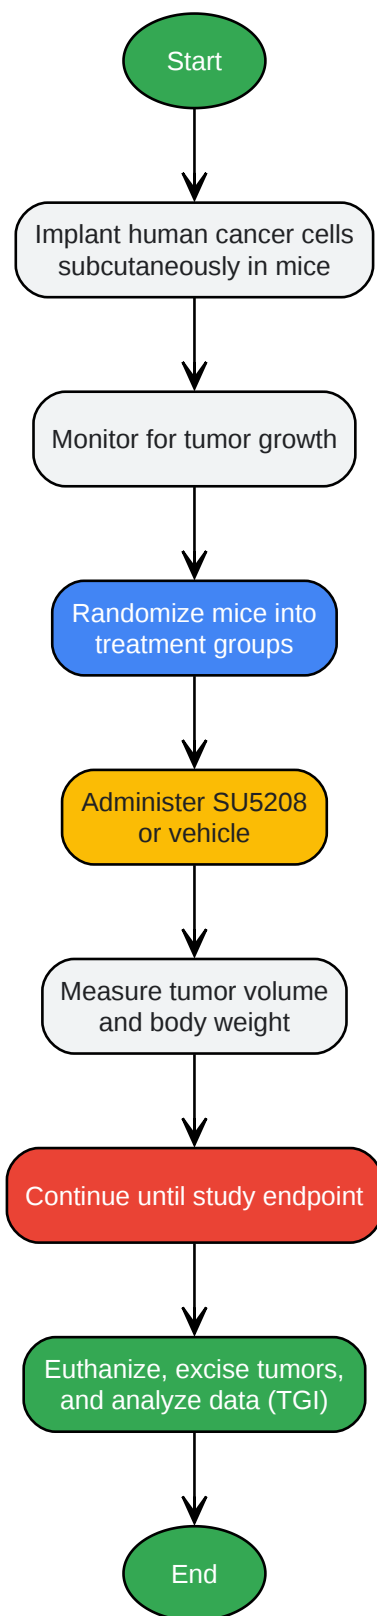 Start
Implant human cancer cells
subcutaneously in mice
Monitor for tumor growth
Randomize mice into
treatment groups
Administer SU5208
or vehicle
Measure tumor volume
and body weight
Continue until study endpoint
Euthanize, excise tumors,
and analyze data (TGI)
End